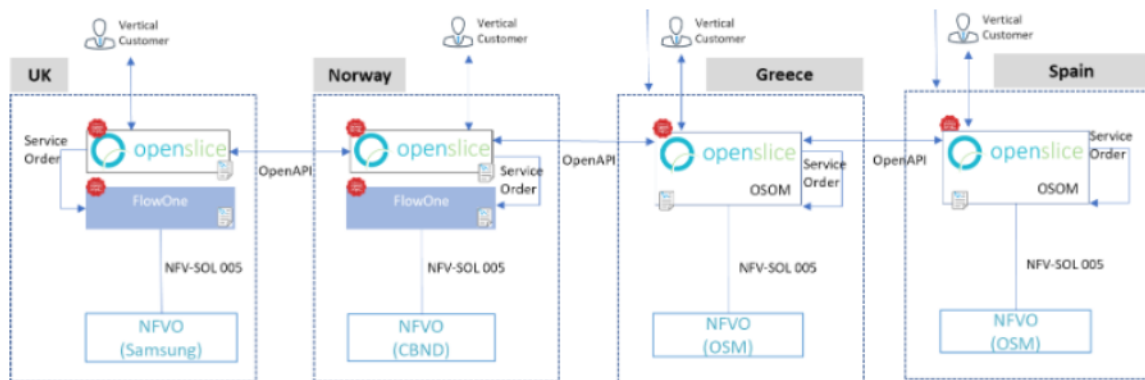 Vertical
Customer
Vertical
Customer
Vertical
Customer
Vertical
Customer
UK
Norway
Greece
Spain
Service
Order
openslice
FlowOne
NFV-SOL 005
NFVO
(Samsung)
OpenAPI
openslice
Service
Order
FlowOne
NFV-SOL 005
NFVO
(CBND)
OpenAPI
openslice
Service
Order
OSOM
NFV-SOL 005
NFVO
(OSM)
OpenAPI
openslice
Service
Order
OSOM
NFV-SOL 005
NFVO
(OSM)